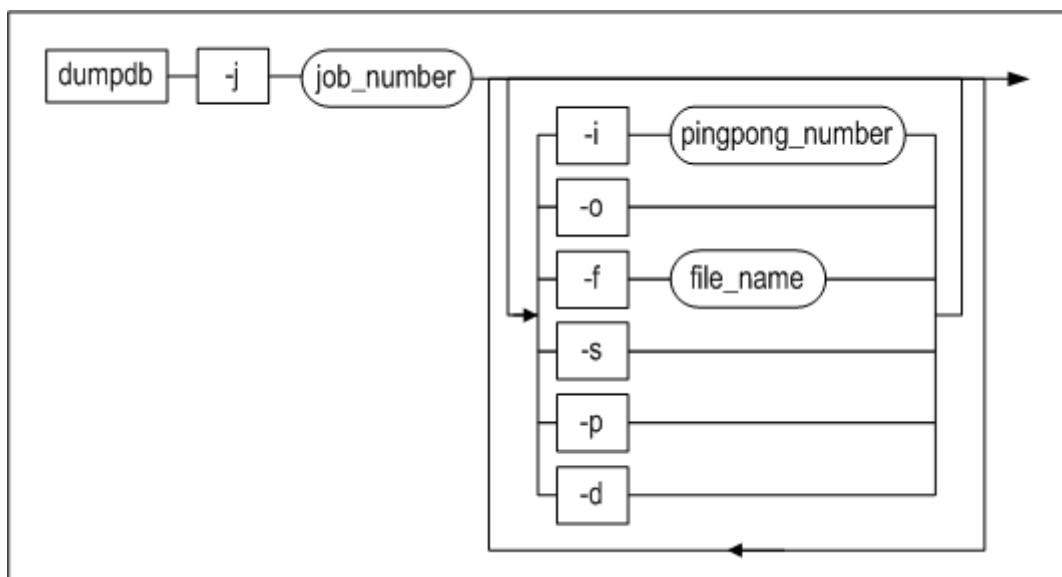 dumpdb -j job_number
-i pingpong_number
-o
-f file_name
-s
-p
-d